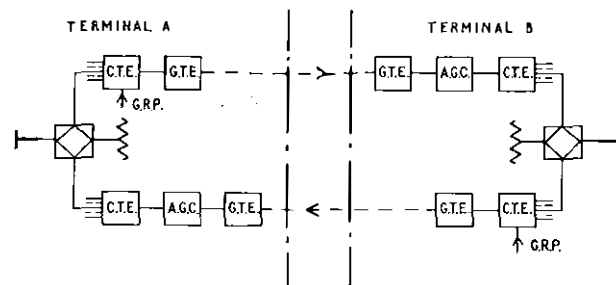 TERMINAL A
TERMINAL B
C.T.E. G.T.E. G.T.E. A.G.C. C.T.E.
G.R.P.
C.T.E. A.G.C. G.T.E. G.T.E. C.T.E.
G.R.P.